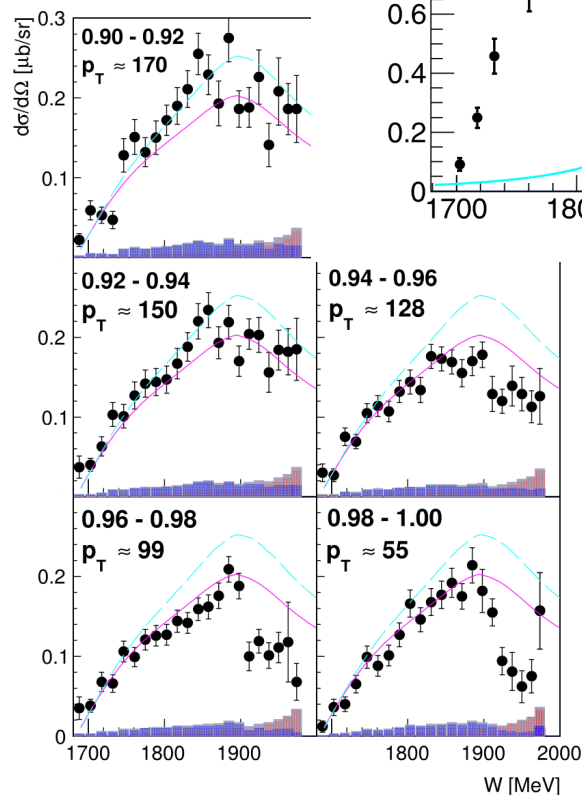 dσ/dΩ [μb/sr]
0.3
0.90 - 0.92
p_T ≈ 170
0.2
0.1
0
0.6
0.4
0.2
0
1700
180
0.92 - 0.94
p_T ≈ 150
0.2
0.1
0.94 - 0.96
p_T ≈ 128
0.96 - 0.98
p_T ≈ 99
0.2
0.1
0
0.98 - 1.00
p_T ≈ 55
1700
1800
1900
1800
1900
2000
W [MeV]